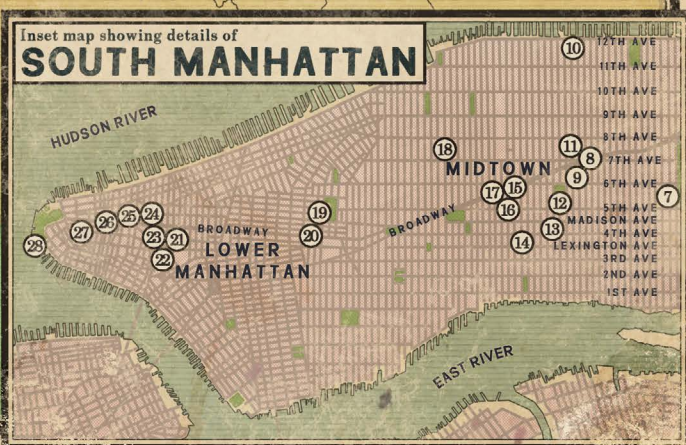 Inset map showing details of
SOUTH MANHATTAN
HUDSON RIVER
10
12TH AVE
11TH AVE
10TH AVE
9TH AVE
8TH AVE
18
11
8
7TH AVE
MIDTOWN
9
17
15
6TH AVE
7
16
12
5TH AVE
MADISON AVE
13
4TH AVE
14
LEXINGTON AVE
3RD AVE
2ND AVE
1ST AVE
BROADWAY
19
20
28
27
26
25
24
23
21
22
BROADWAY
LOWER
MANHATTAN
EAST RIVER